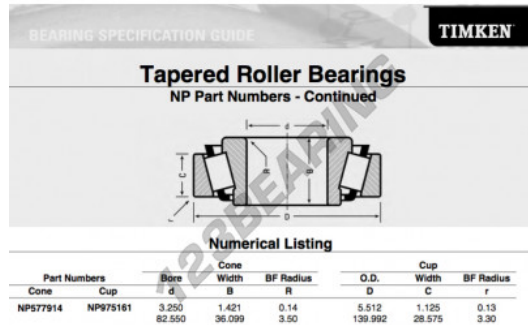 BEARING SPECIFICATION GUIDE
TIMKEN
Tapered Roller Bearings
NP Part Numbers - Continued
d
C
R
B
r
D
123BEARING
Numerical Listing
Cone Cup
Part Numbers Bore Width BF Radius O.D. Width BF Radius
Cone Cup d B R D C r
NP577914 NP975161 3.250 1.421 0.14 5.512 1.125 0.13
82.550 36.099 3.50 139.992 28.575 3.30